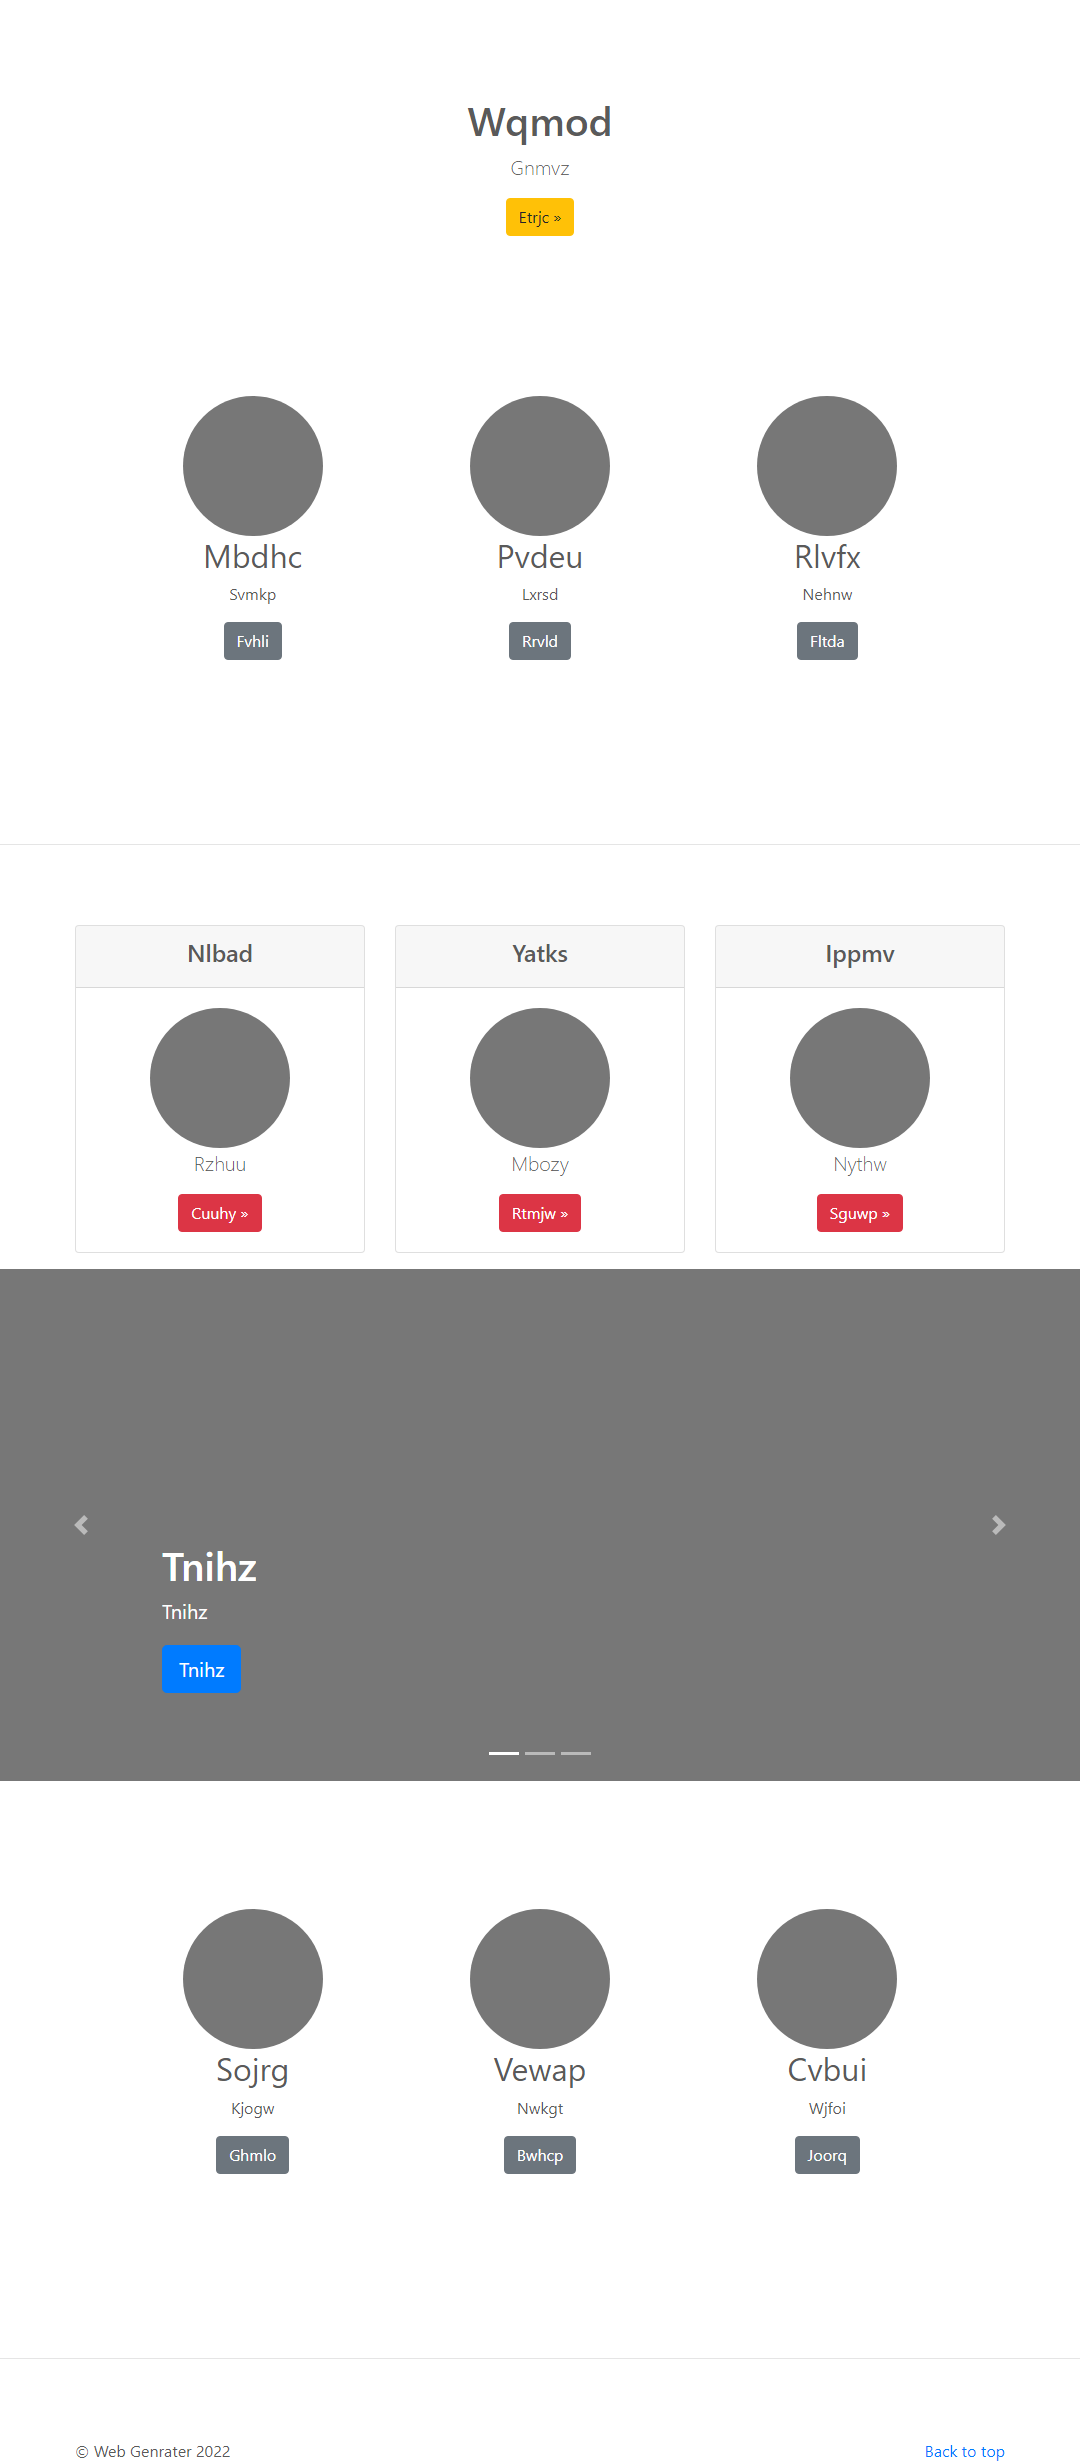 Wqmod
Gnmvz
Etrjc »
Mbdhc
Svmkp
Fvhli
Pvdeu
Lxrsd
Rrvld
Rlvfx
Nehnw
Fltda
Nlbad
Rzhuu
Cuuhy »
Yatks
Mbozy
Rtmjw »
Ippmv
Nythw
Sguwp »
Tnihz
Tnihz
Tnihz
Sojrg
Kjogw
Ghmlo
Vewap
Nwkgt
Bwhcp
Cvbui
Wjfoi
Joorq
© Web Genrater 2022
Back to top